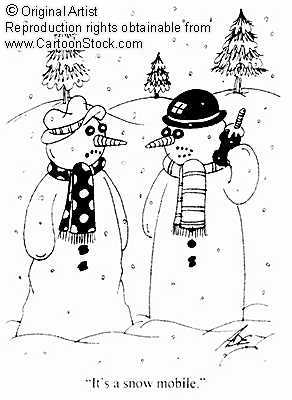 © Original Artist
Reproduction rights obtainable from
www.CartoonStock.com
"It's a snow mobile."